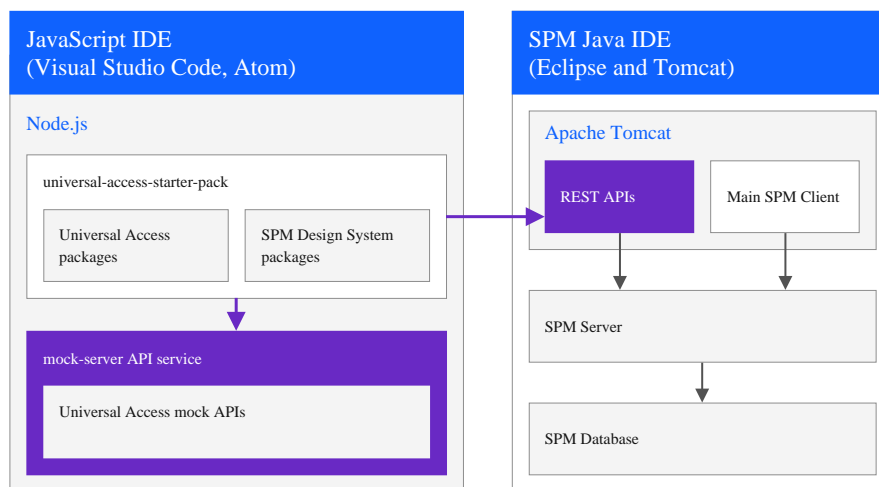 JavaScript IDE
(Visual Studio Code, Atom)
Node.js
universal-access-starter-pack
Universal Access
packages
SPM Design System
packages
mock-server API service
Universal Access mock APIs
SPM Java IDE
(Eclipse and Tomcat)
Apache Tomcat
REST APIs
Main SPM Client
SPM Server
SPM Database